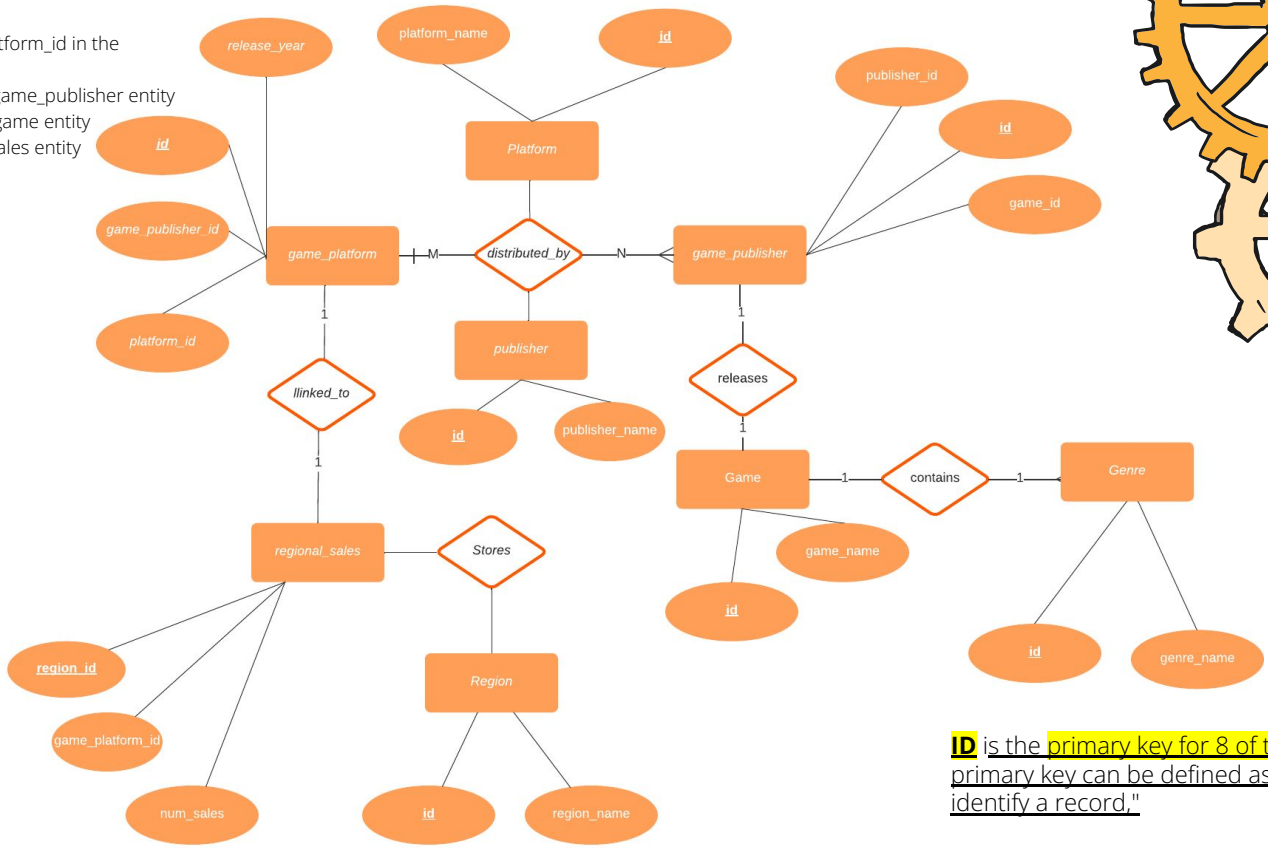 tform_id in the
game_publisher entity
game entity
ales entity
release_year
platform_name
id
publisher_id
id
game_id
id
game_publisher_id
platform_id
Platform
game_platform
M
distributed_by
N
game_publisher
1
1
publisher
llinked_to
releases
id
publisher_name
1
1
Game
1
contains
1
Genre
regional_sales
Stores
game_name
id
region_id
game_platform_id
num_sales
Region
id
region_name
id
genre_name
ID is the primary key for 8 of t
primary key can be defined as
identify a record,"